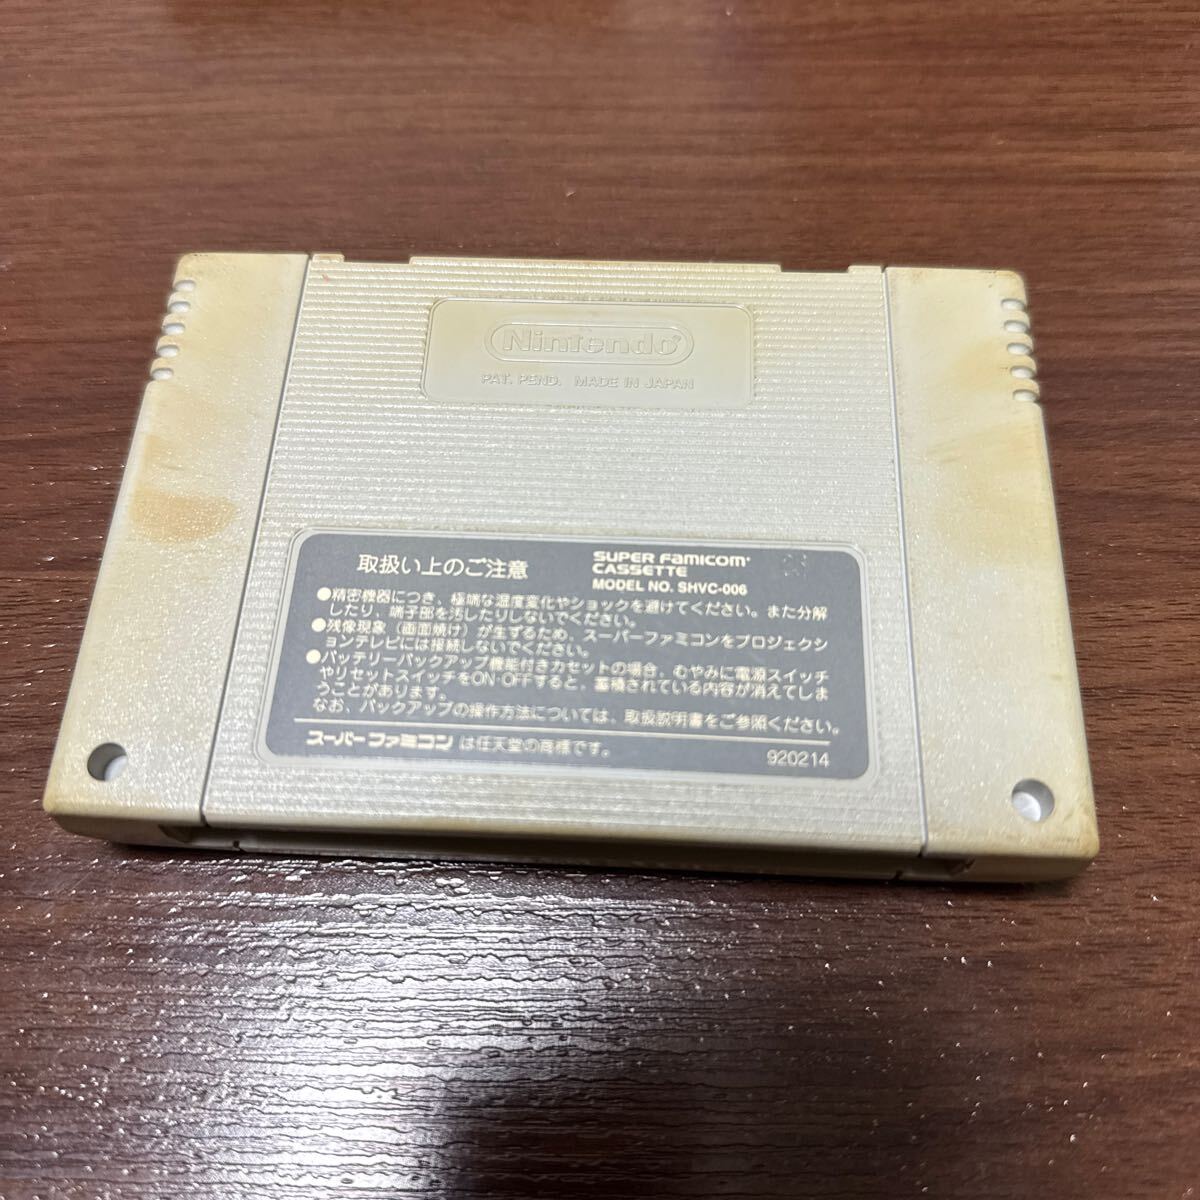 Nintendo®
PAT. PEND. MADE IN JAPAN
取扱い上のご注意
SUPER FAMICOM®
CASSETTE
MODEL NO. SHVC-006
●精密機器につき、極端な温度変化やショックを避けてください。また分解
したり、端子部を汚したりしないでください。
●残像現象(画面焼け)が生ずるため、スーパーファミコンをプロジェクシ
ョンテレビには接続しないでください。
●バッテリーバックアップ機能付きカセットの場合、むやみに電源スイッチ
やリセットスイッチをON・OFFすると、蓄積されている内容が消えてしま
うことがあります。
なお、バックアップの操作方法については、取扱説明書をご参照ください。
スーパーファミコン は任天堂の商標です。
920214